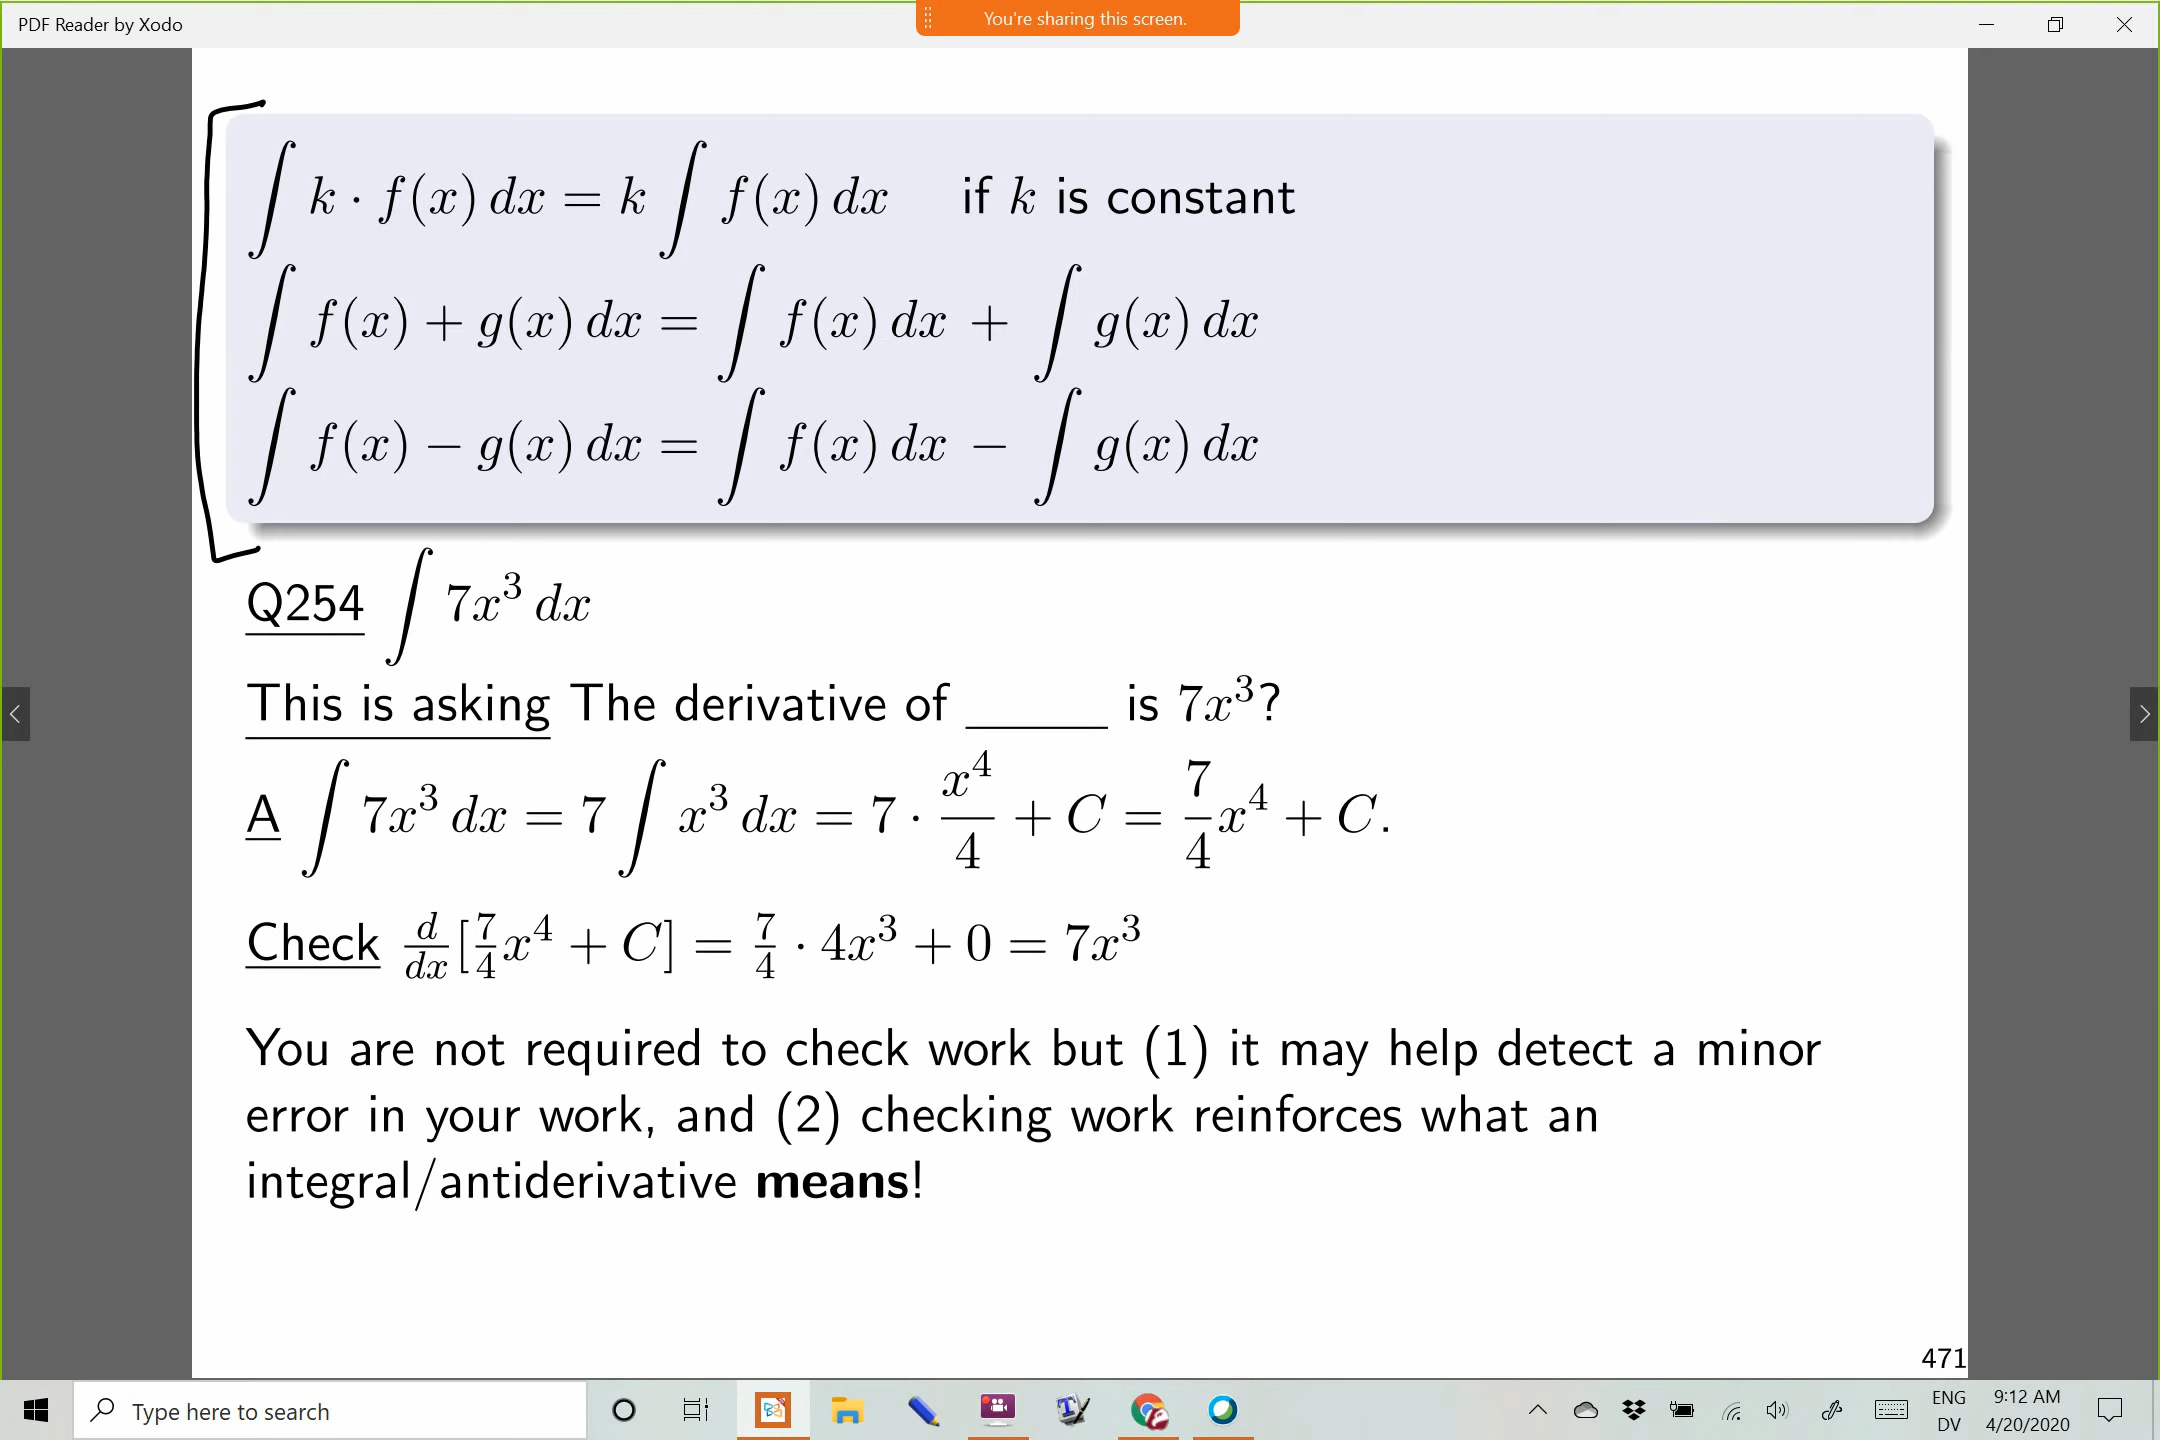 PDF Reader by Xodo
You're sharing this screen.
∫ k · f(x) dx = k ∫ f(x) dx if k is constant
∫ f(x) + g(x) dx = ∫ f(x) dx + ∫ g(x) dx
∫ f(x) − g(x) dx = ∫ f(x) dx − ∫ g(x) dx
Q254 ∫ 7x³ dx
This is asking The derivative of _____ is 7x³?
A ∫ 7x³ dx = 7 ∫ x³ dx = 7 · x⁴/4 + C = 7/4 x⁴ + C.
Check d/dx [7/4 x⁴ + C] = 7/4 · 4x³ + 0 = 7x³
You are not required to check work but (1) it may help detect a minor
error in your work, and (2) checking work reinforces what an
integral/antiderivative means!
471
Type here to search
ENG
DV
9:12 AM
4/20/2020